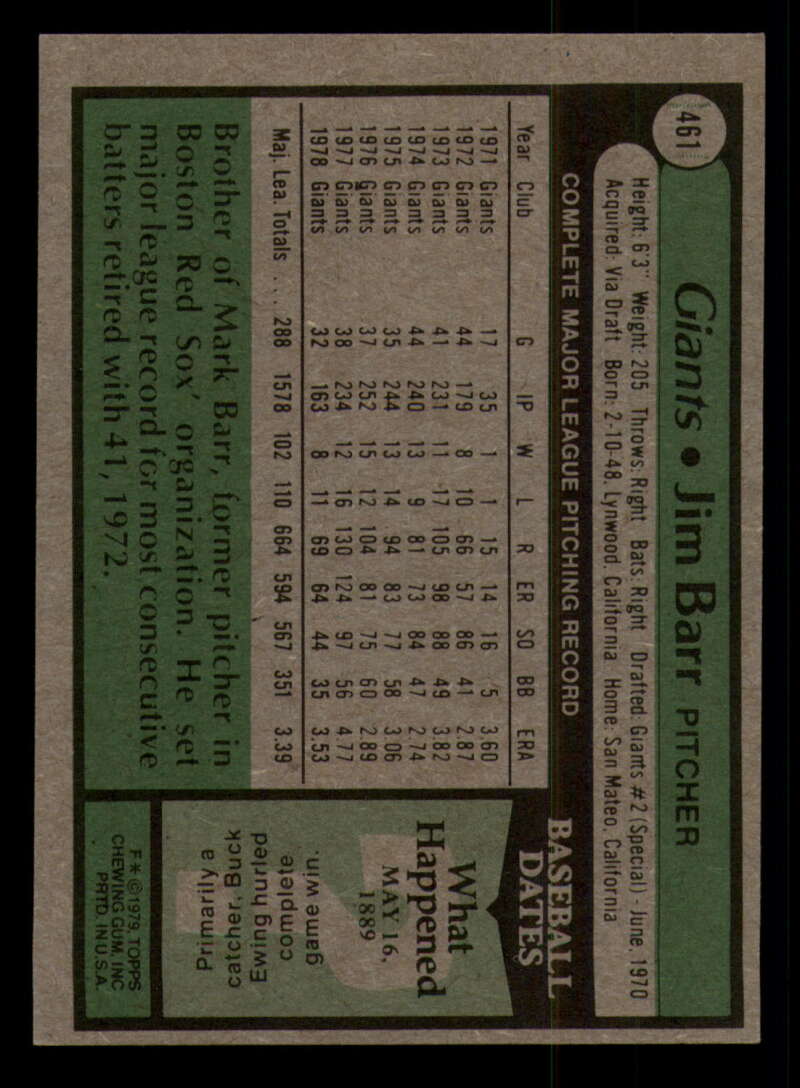 461
Giants • Jim Barr PITCHER
Height: 6'3" Weight: 205 Throws: Right Bats: Right Drafted: Giants #2 (Special) - June, 1970
Acquired: Via Draft Born: 2-10-48, Lynwood, California Home: San Mateo, California
COMPLETE MAJOR LEAGUE PITCHING RECORD
Year Club G IP W L R ER SO BB ERA
1971 Giants 17 35 1 1 15 14 16 5 3.60
1972 Giants 44 179 8 10 66 57 86 41 2.87
1973 Giants 41 231 11 17 105 98 88 49 3.82
1974 Giants 44 240 13 9 81 73 84 47 2.74
1975 Giants 35 244 13 14 94 83 77 58 3.06
1976 Giants 37 252 15 12 104 81 75 60 2.89
1977 Giants 38 234 12 16 130 124 97 56 4.77
1978 Giants 32 163 8 11 69 64 44 35 3.53
Maj. Lea. Totals . . . 288 1578 102 110 664 594 567 351 3.39
Brother of Mark Barr, former pitcher in
Boston Red Sox' organization. He set
major league record for most consecutive
batters retired with 41, 1972.
BASEBALL
DATES
What
Happened
MAY 16,
1889
Primarily a
catcher, Buck
Ewing hurled
complete
game win.
F*©1979, TOPPS
CHEWING GUM, INC
PRTD. IN U.S.A.